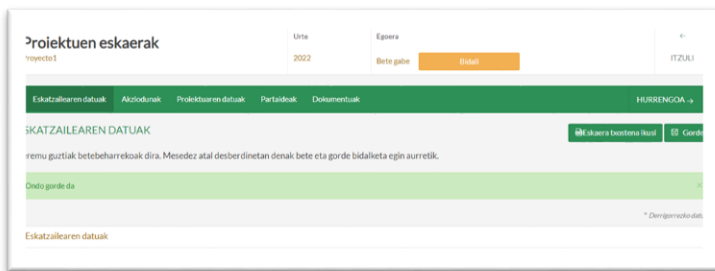 Proiektuen eskaerak
Proyecto1
Urte
2022
Egoera
Bete gabe
Bidali
←
ITZULI
Eskatzailearen datuak Akziodunak Proiektuaren datuak Partaideak Dokumentuak HURRENGOA →
SKATZAILEAREN DATUAK
Eskaera txostena ikusi Gorde
remu guztiak betebeharrekoak dira. Mesedez atal desberdinetan denak bete eta gorde bidalketa egin aurretik.
Ondo gorde da
* Derrigorrezko datu
Eskatzailearen datuak